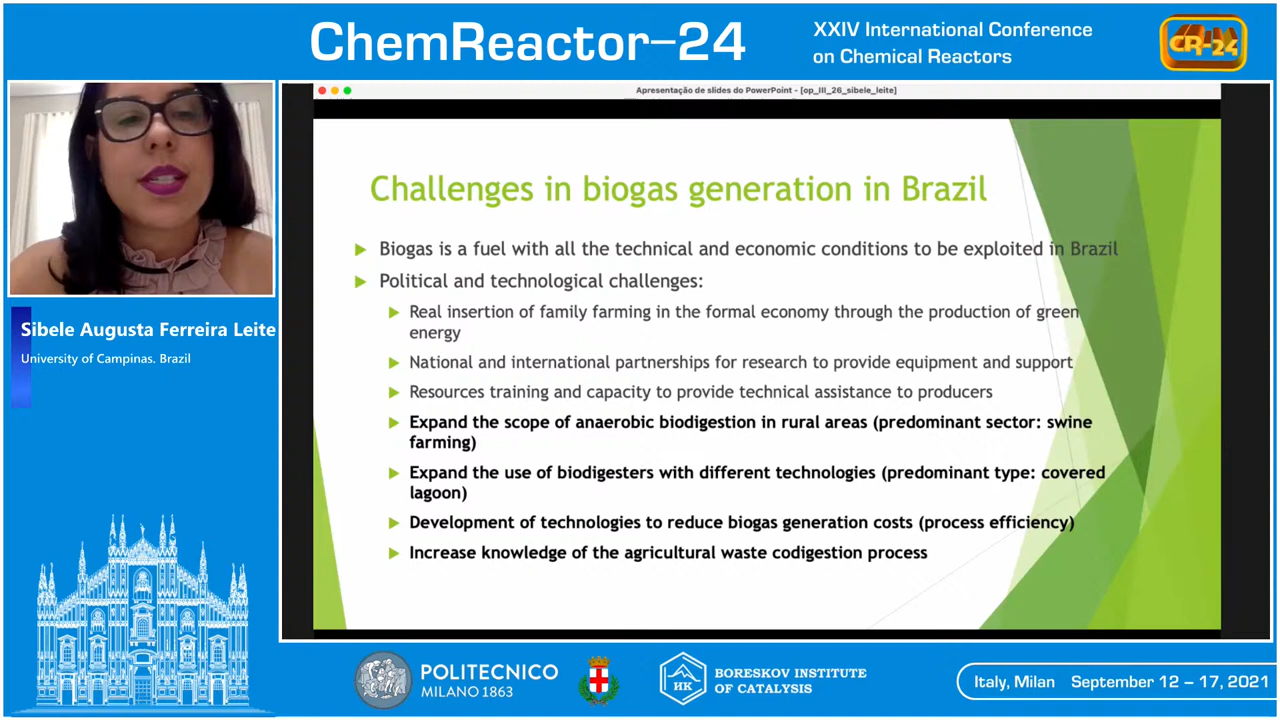 ChemReactor-24
XXIV International Conference
on Chemical Reactors
CR-24
Apresentação de slides do PowerPoint - [op_III_26_sibele_leite]
Challenges in biogas generation in Brazil
Biogas is a fuel with all the technical and economic conditions to be exploited in Brazil
Political and technological challenges:
Real insertion of family farming in the formal economy through the production of green
energy
National and international partnerships for research to provide equipment and support
Resources training and capacity to provide technical assistance to producers
Expand the scope of anaerobic biodigestion in rural areas (predominant sector: swine
farming)
Expand the use of biodigesters with different technologies (predominant type: covered
lagoon)
Development of technologies to reduce biogas generation costs (process efficiency)
Increase knowledge of the agricultural waste codigestion process
Sibele Augusta Ferreira Leite
University of Campinas. Brazil
POLITECNICO
MILANO 1863
HK
BORESKOV INSTITUTE
OF CATALYSIS
Italy, Milan September 12 – 17, 2021